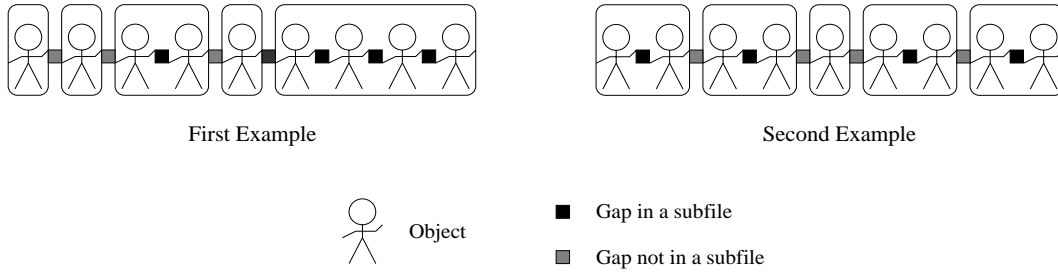 First Example
Second Example
Object
Gap in a subfile
Gap not in a subfile